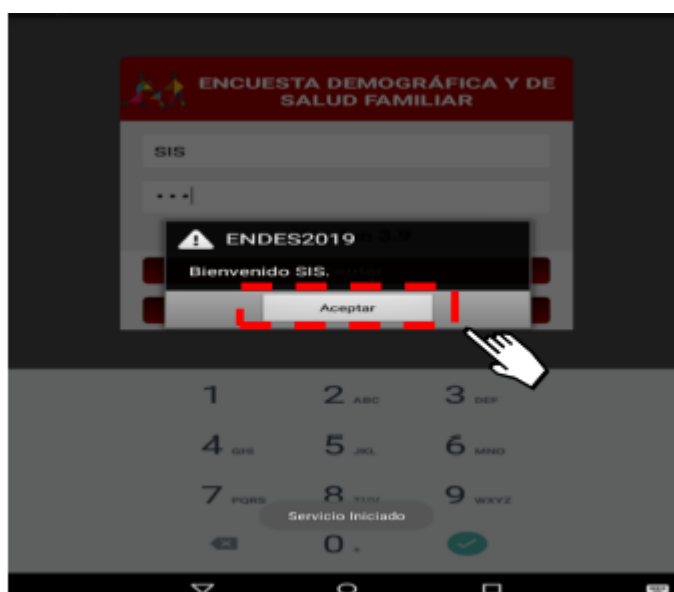 ENCUESTA DEMOGRÁFICA Y DE
SALUD FAMILIAR
SIS
•••
ENDES2019
Bienvenido SIS.
Aceptar
1
2 ABC
3 DEF
4 GHI
5 JKL
6 MNO
7 PQRS
8 TUV
9 WXYZ
Servicio Iniciado
0